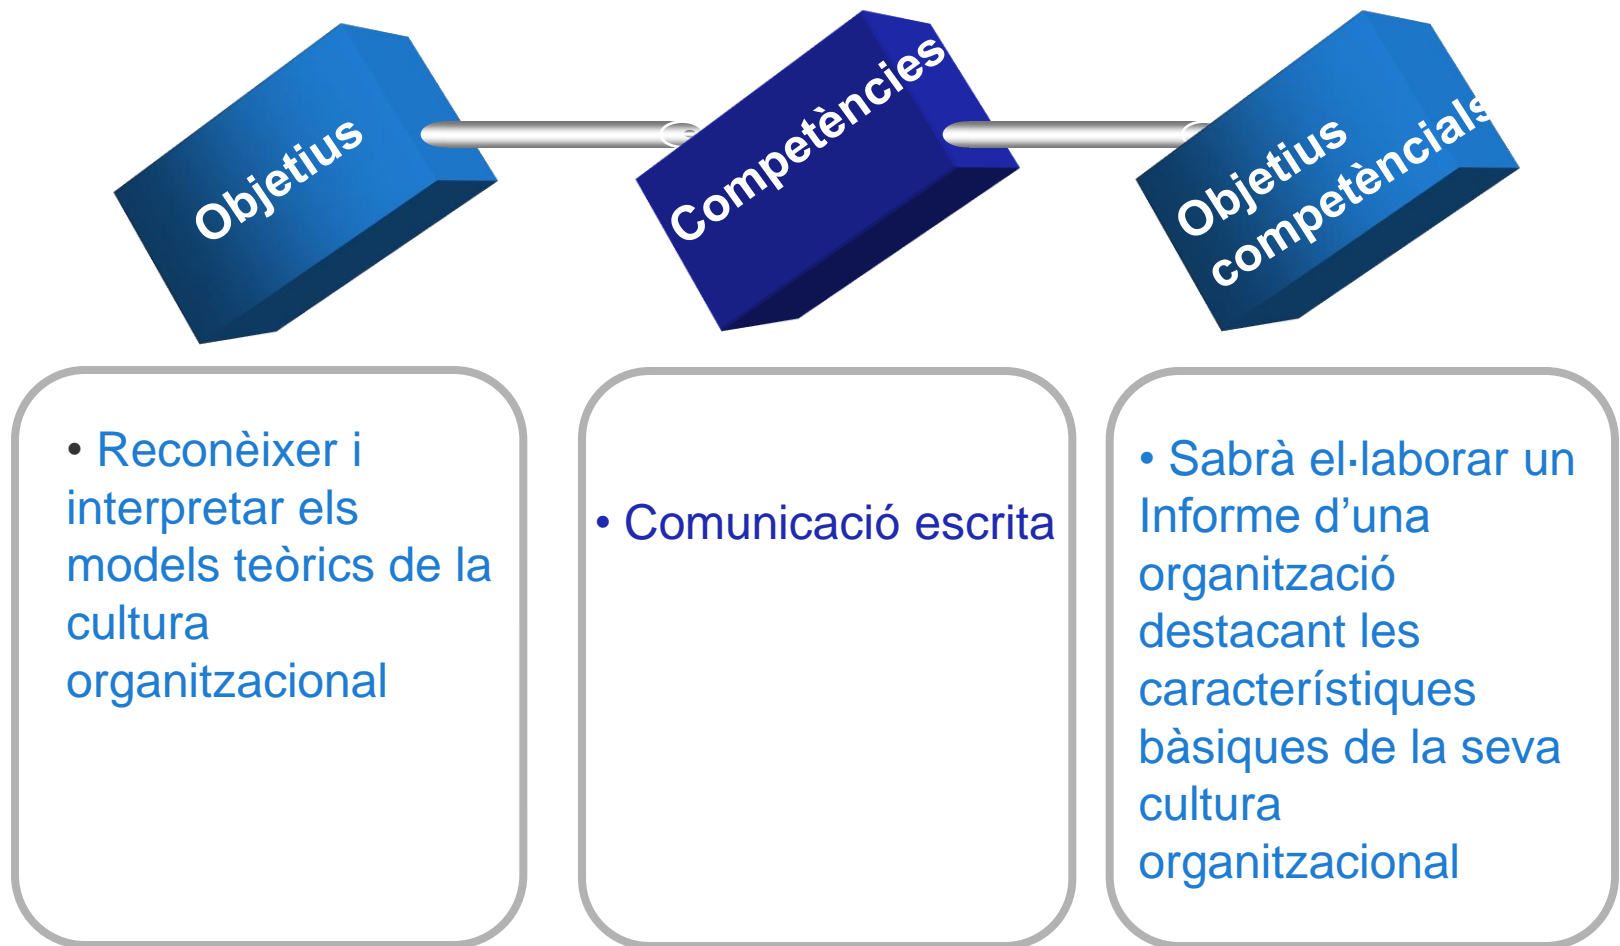 Objetius
Competències
Objetius
competèncials
• Reconèixer i
interpretar els
models teòrics de la
cultura
organitzacional
• Comunicació escrita
• Sabrà el·laborar un
Informe d’una
organització
destacant les
característiques
bàsiques de la seva
cultura
organitzacional